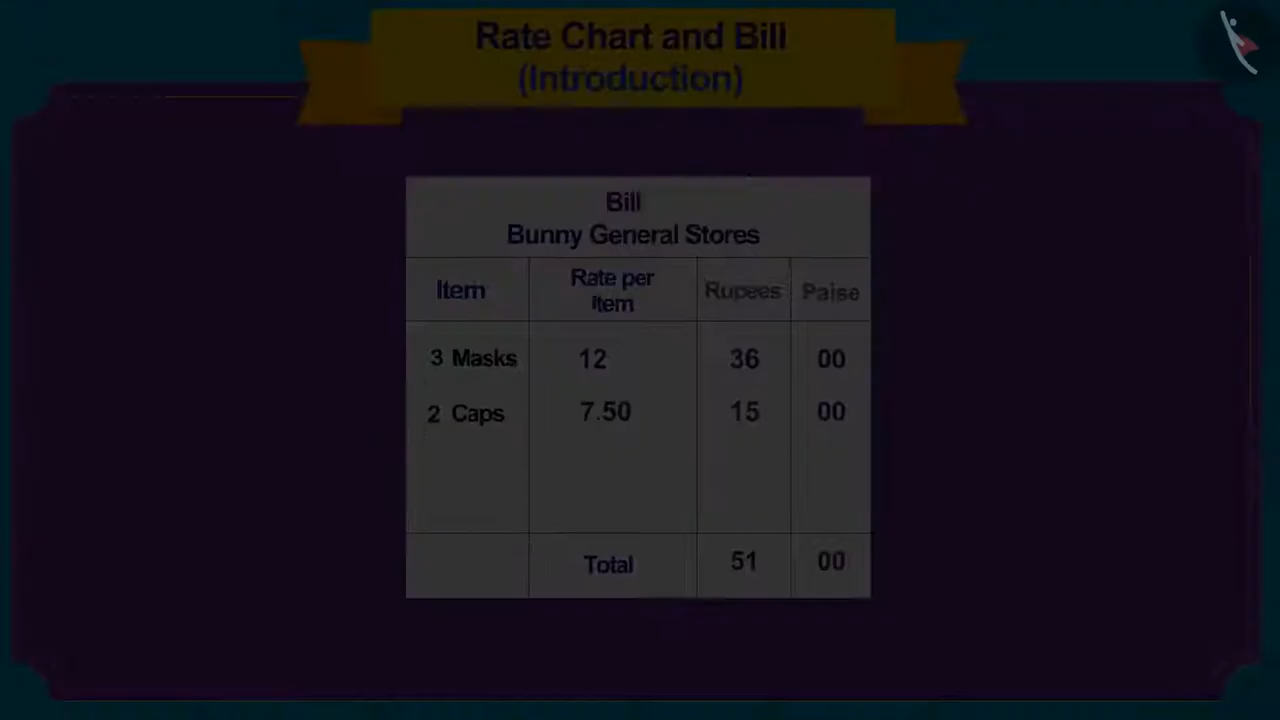 Rate Chart and Bill
(Introduction)
Bill
Bunny General Stores
Item Rate per Item Rupees Paise
3 Masks 12 36 00
2 Caps 7.50 15 00
Total 51 00